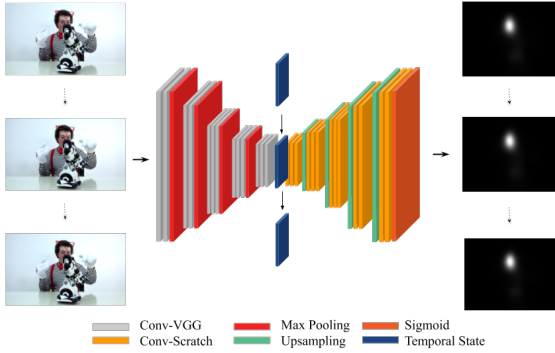 Conv-VGG Max Pooling Sigmoid
Conv-Scratch Upsampling Temporal State